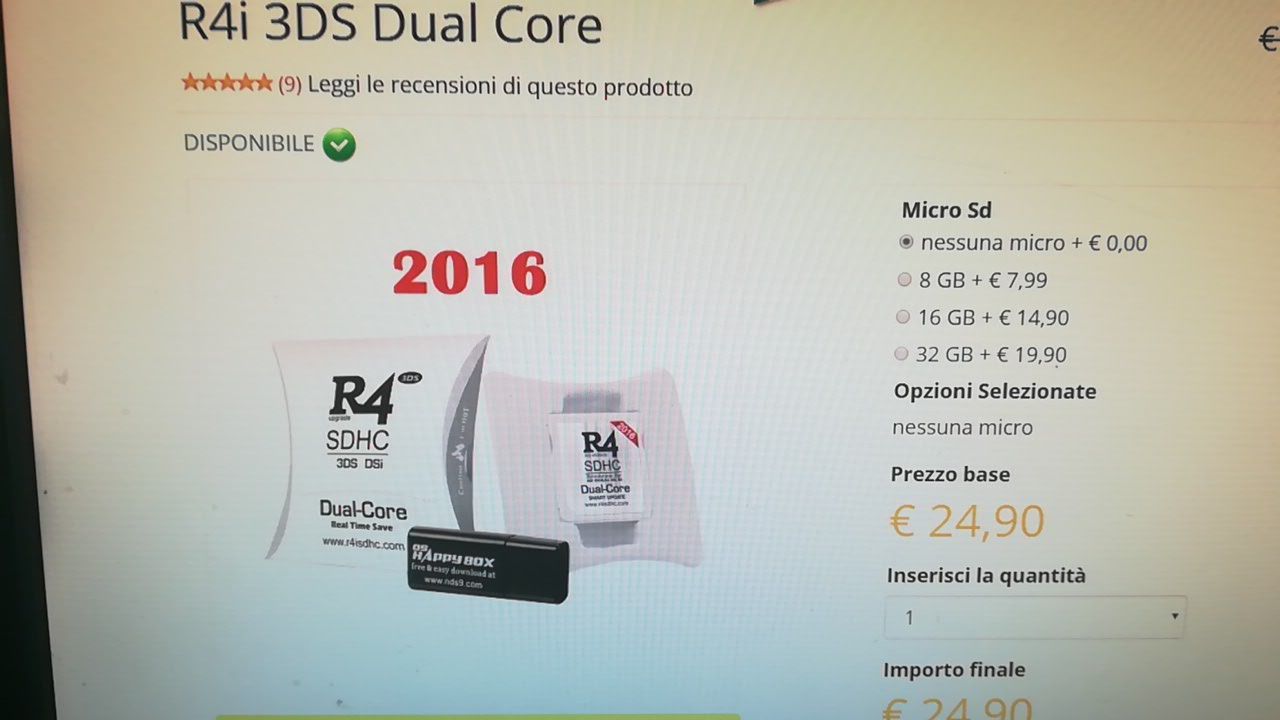 R4i 3DS Dual Core
€
(9) Leggi le recensioni di questo prodotto
DISPONIBILE
2016
R4 3DS
upgrade
SDHC
3DS DSi
Dual-Core
Real Time Save
www.r4isdhc.com
R4
2016
SDHC
Dual-Core
SMART UPDATE
www.r4isdhc.com
HAPPY BOX
free & easy download at
www.nds9.com
Micro Sd
nessuna micro + € 0,00
8 GB + € 7,99
16 GB + € 14,90
32 GB + € 19,90
Opzioni Selezionate
nessuna micro
Prezzo base
€ 24,90
Inserisci la quantità
1
Importo finale
€ 24,90